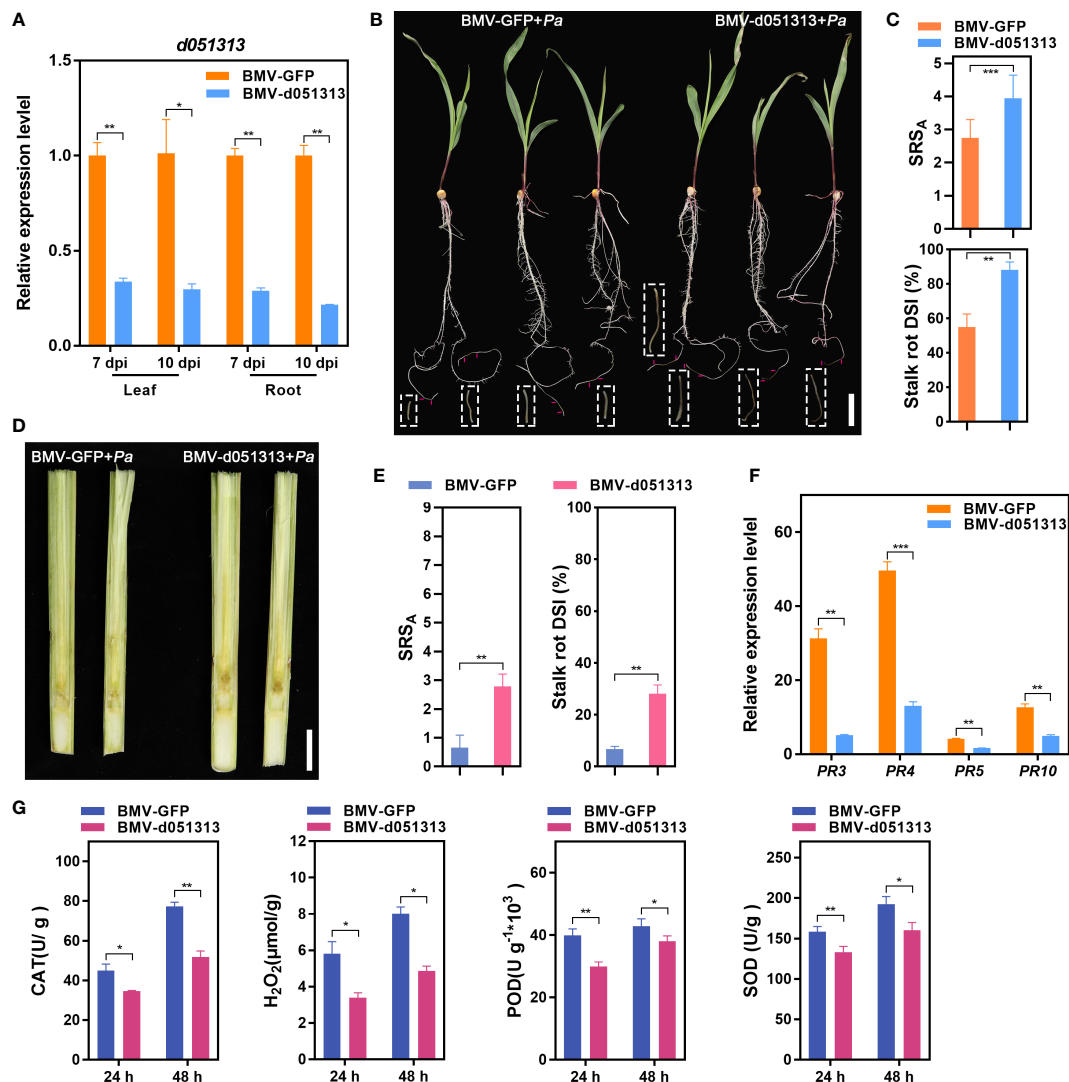 A
d051313
Relative expression levlel
1.5
1.0
0.5
0.0
BMV-GFP
BMV-d051313
**
*
**
**
7 dpi 10 dpi 7 dpi 10 dpi
Leaf Root
B
BMV-GFP+Pa BMV-d051313+Pa
C
BMV-GFP
BMV-d051313
SRSA
5
4
3
2
1
0
***
Stalk rot DSI (%)
100
80
60
40
20
0
**
D
BMV-GFP+Pa BMV-d051313+Pa
E
BMV-GFP BMV-d051313
SRSA
9
8
7
6
5
4
3
2
1
0
**
Stalk rot DSI (%)
100
80
60
40
20
0
**
F
Relative expression levlel
60
40
20
0
BMV-GFP
BMV-d051313
**
***
**
**
PR3 PR4 PR5 PR10
G
BMV-GFP
BMV-d051313
CAT(U/ g)
100
80
60
40
20
0
*
**
24 h 48 h
BMV-GFP
BMV-d051313
H2O2(μmol/g)
12
10
8
6
4
2
0
*
*
24 h 48 h
BMV-GFP
BMV-d051313
POD(U g-1*103 )
60
40
20
0
**
*
24 h 48 h
BMV-GFP
BMV-d051313
SOD (U/g)
250
200
150
100
50
0
**
*
24 h 48 h